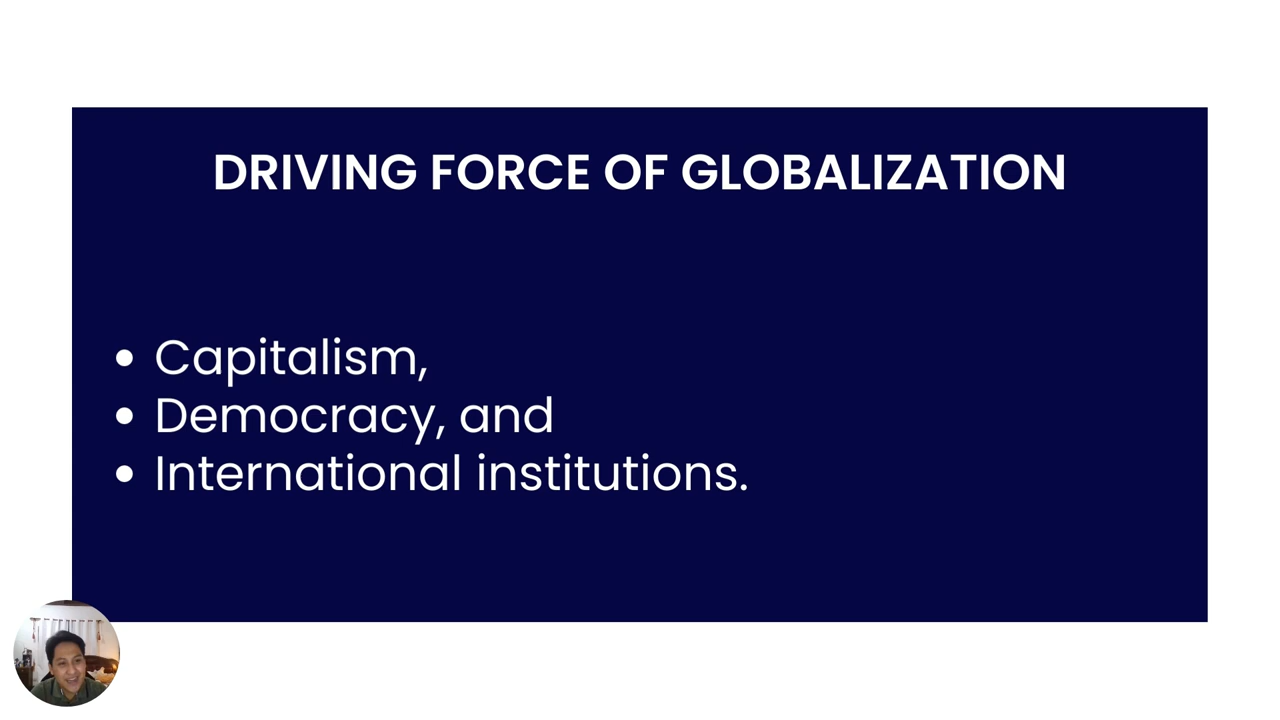 DRIVING FORCE OF GLOBALIZATION
• Capitalism,
• Democracy, and
• International institutions.